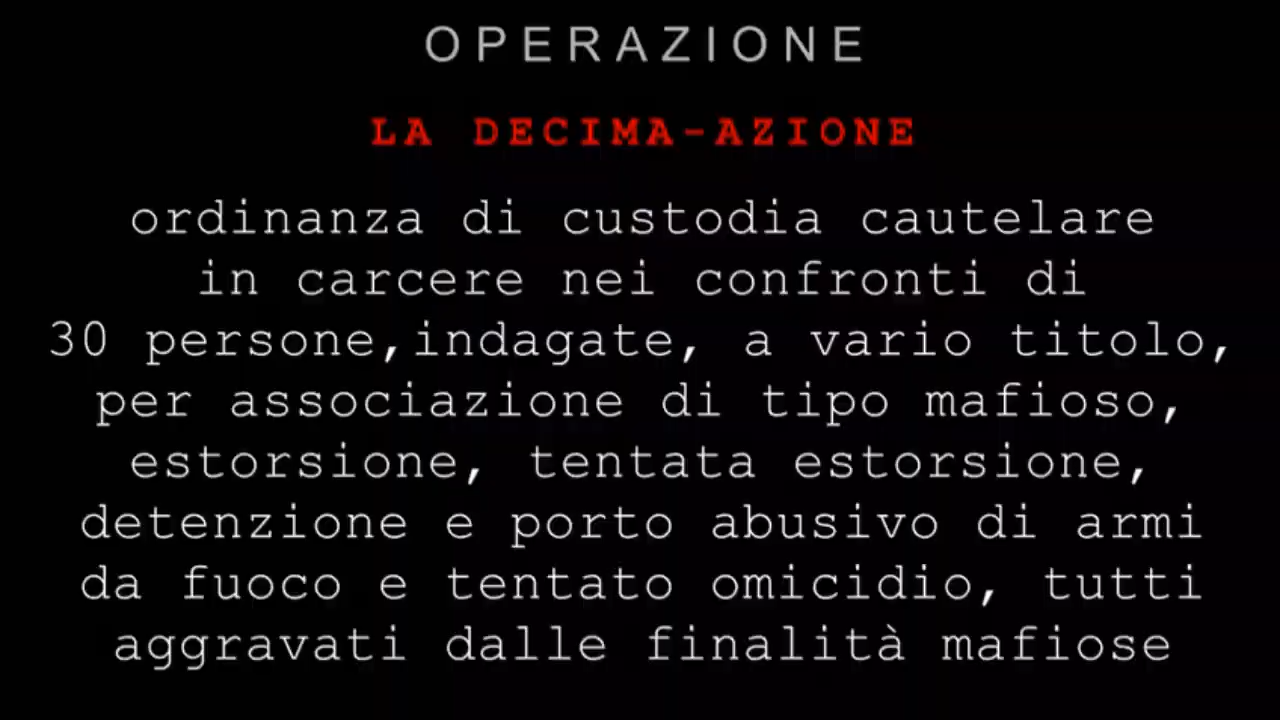 OPERAZIONE
LA DECIMA-AZIONE
ordinanza di custodia cautelare
in carcere nei confronti di
30 persone,indagate, a vario titolo,
per associazione di tipo mafioso,
estorsione, tentata estorsione,
detenzione e porto abusivo di armi
da fuoco e tentato omicidio, tutti
aggravati dalle finalità mafiose